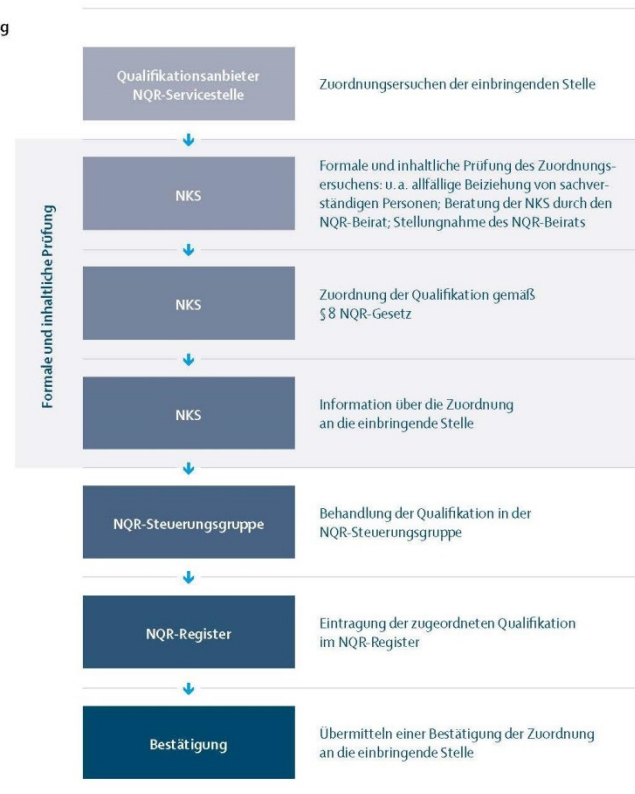 g
Qualifikationsanbieter
NQR-Servicestelle
Zuordnungsersuchen der einbringenden Stelle
Formale und inhaltliche Prüfung
NKS
Formale und inhaltliche Prüfung des Zuordnungs-
ersuchens: u. a. allfällige Beiziehung von sachver-
ständigen Personen; Beratung der NKS durch den
NQR-Beirat; Stellungnahme des NQR-Beirats
NKS
Zuordnung der Qualifikation gemäß
§ 8 NQR-Gesetz
NKS
Information über die Zuordnung
an die einbringende Stelle
NQR-Steuerungsgruppe
Behandlung der Qualifikation in der
NQR-Steuerungsgruppe
NQR-Register
Eintragung der zugeordneten Qualifikation
im NQR-Register
Bestätigung
Übermitteln einer Bestätigung der Zuordnung
an die einbringende Stelle